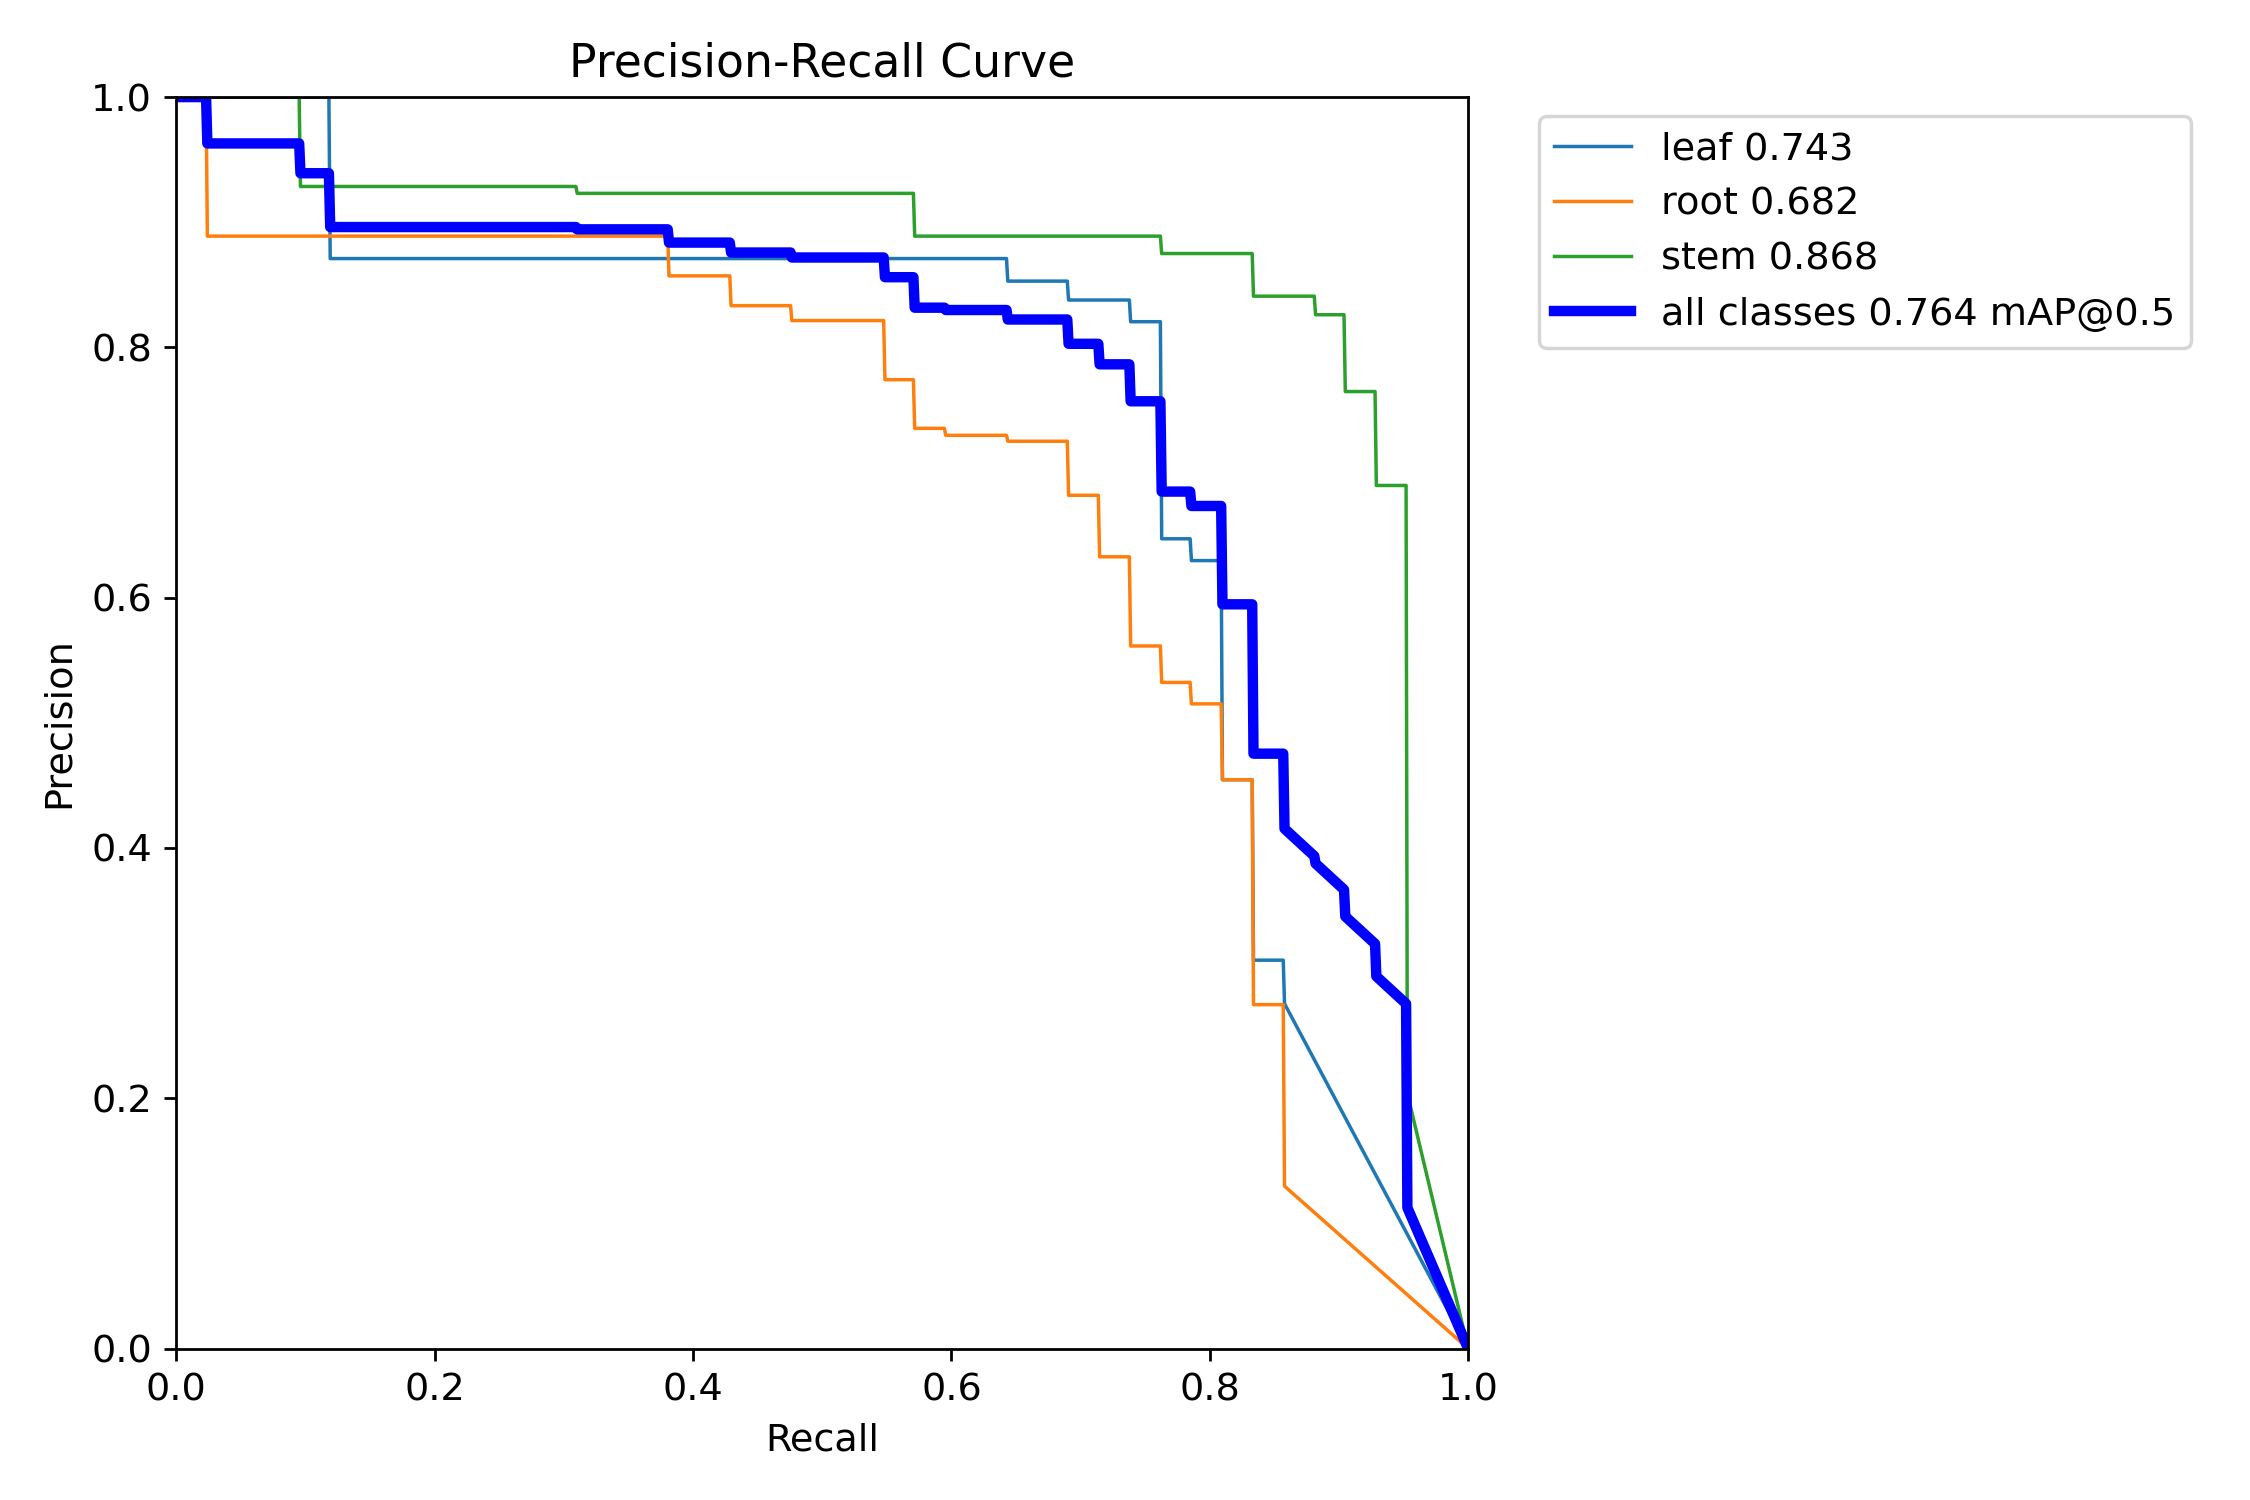 Precision-Recall Curve
1.0
0.8
0.6
0.4
0.2
0.0
Precision
0.0 0.2 0.4 0.6 0.8 1.0
Recall
leaf 0.743
root 0.682
stem 0.868
all classes 0.764 mAP@0.5